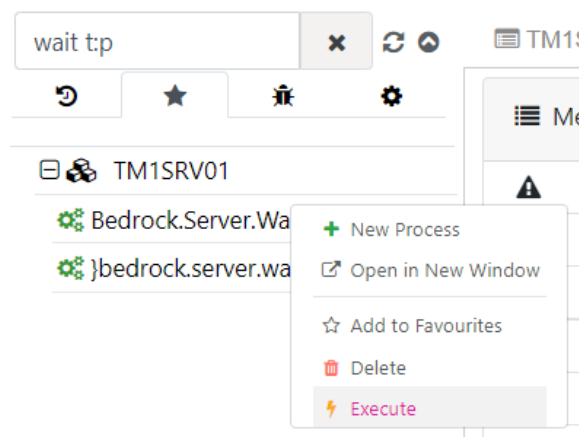 wait t:p
TM1S
Me
TM1SRV01
Bedrock.Server.Wa
}bedrock.server.wa
New Process
Open in New Window
Add to Favourites
Delete
Execute